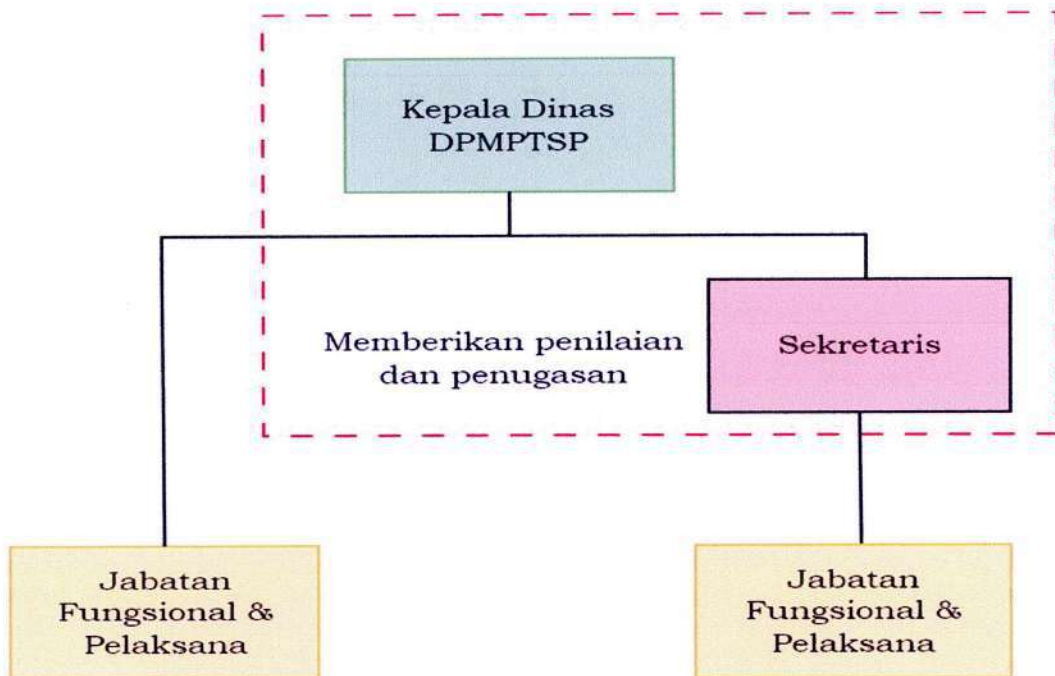 Kepala Dinas
DPMPTSP
Memberikan penilaian
dan penugasan
Sekretaris
Jabatan
Fungsional &
Pelaksana
Jabatan
Fungsional &
Pelaksana